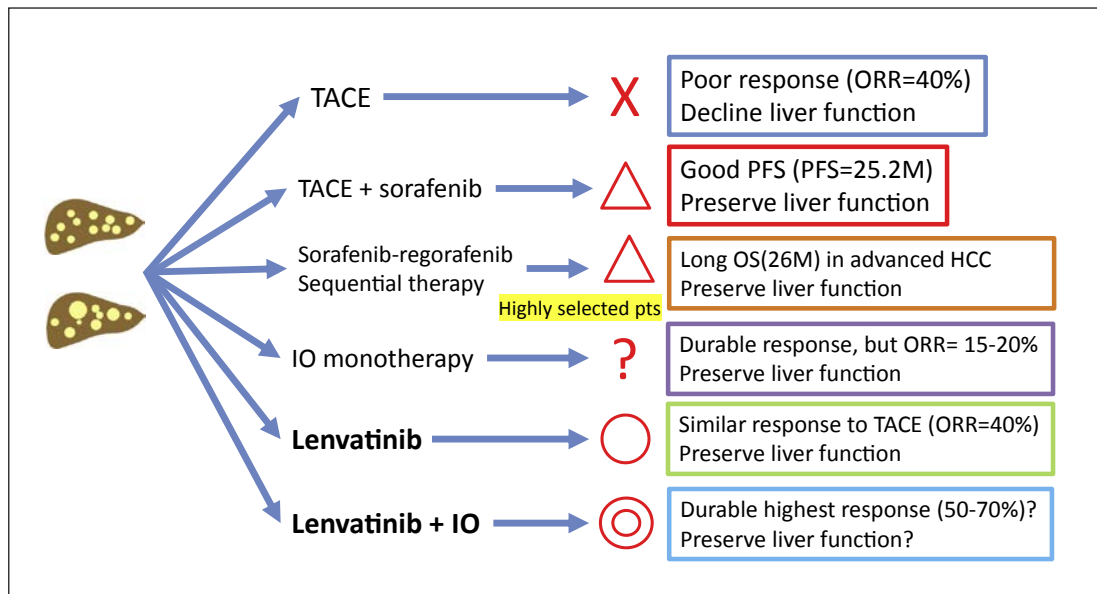 TACE
X
Poor response (ORR=40%)
Decline liver function
TACE + sorafenib
Good PFS (PFS=25.2M)
Preserve liver function
Sorafenib-regorafenib
Sequential therapy
Highly selected pts
Long OS(26M) in advanced HCC
Preserve liver function
IO monotherapy
?
Durable response, but ORR= 15-20%
Preserve liver function
Lenvatinib
Similar response to TACE (ORR=40%)
Preserve liver function
Lenvatinib + IO
Durable highest response (50-70%)?
Preserve liver function?